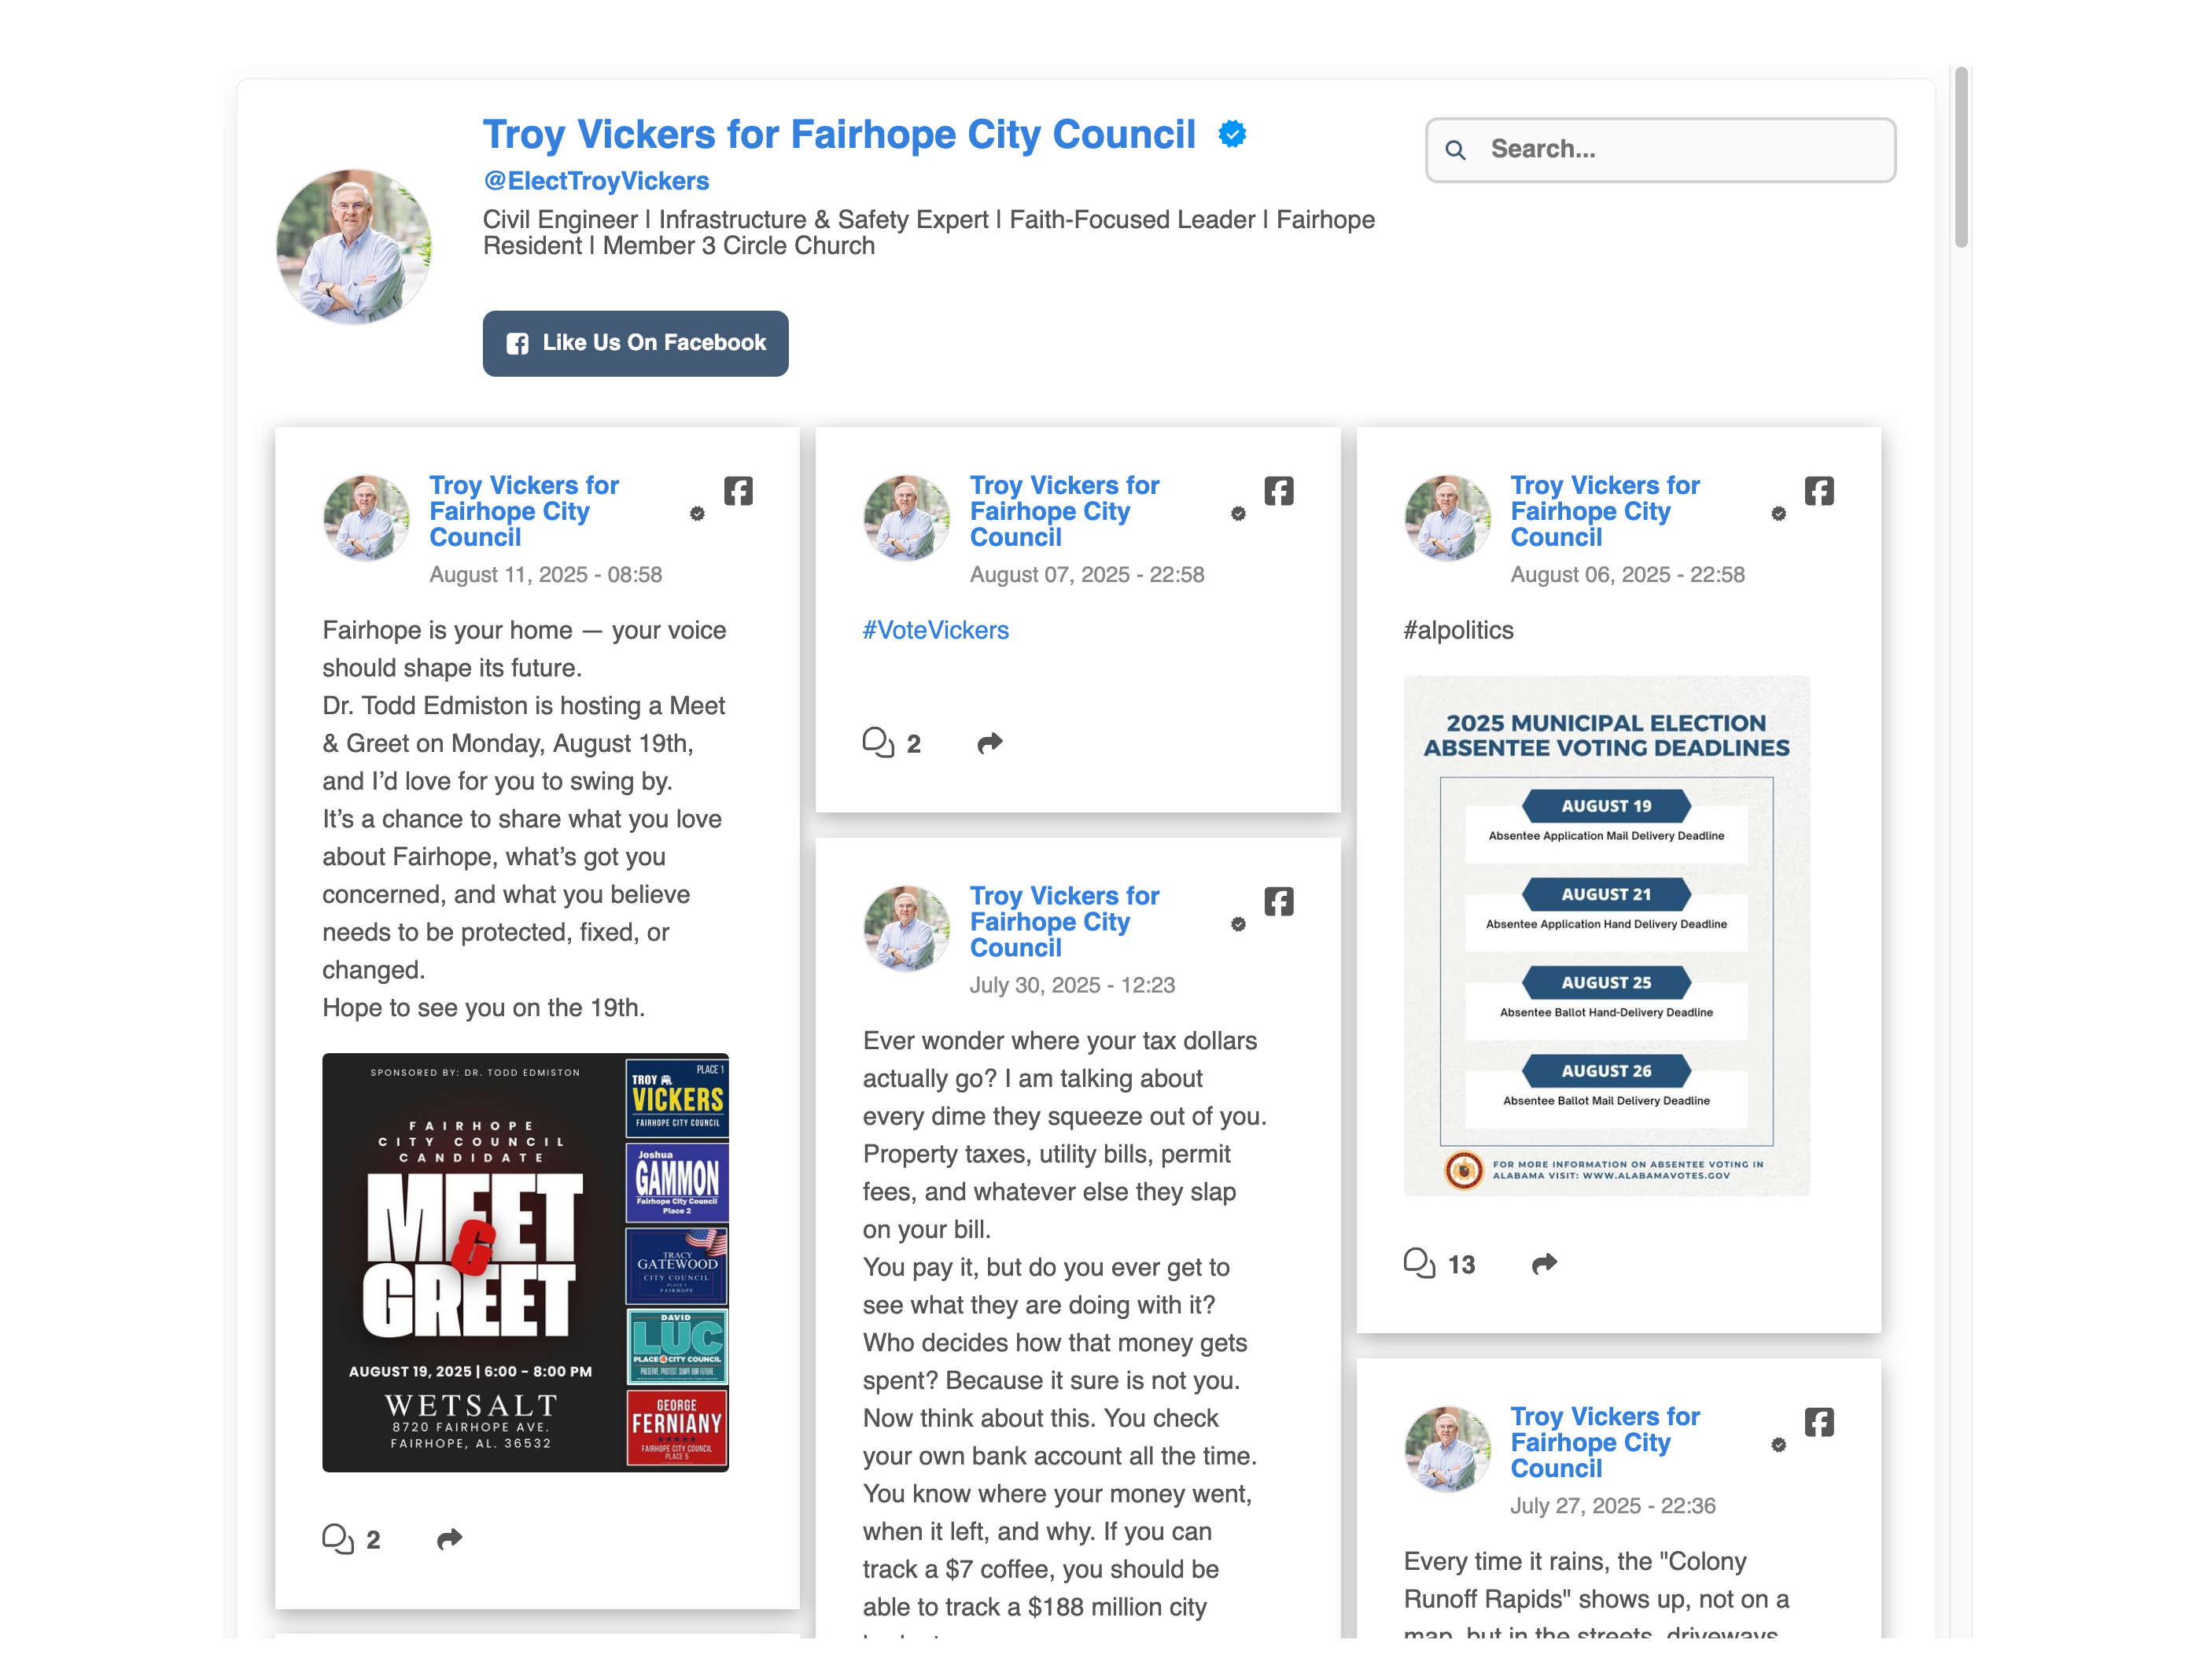 Troy Vickers for Fairhope City Council
@ElectTroyVickers
Civil Engineer | Infrastructure & Safety Expert | Faith-Focused Leader | Fairhope
Resident | Member 3 Circle Church
Like Us On Facebook
Search...
Troy Vickers for
Fairhope City
Council
August 11, 2025 - 08:58
Fairhope is your home — your voice
should shape its future.
Dr. Todd Edmiston is hosting a Meet
& Greet on Monday, August 19th,
and I’d love for you to swing by.
It’s a chance to share what you love
about Fairhope, what’s got you
concerned, and what you believe
needs to be protected, fixed, or
changed.
Hope to see you on the 19th.
SPONSORED BY: DR. TODD EDMISTON
FAIRHOPE
CITY COUNCIL
CANDIDATE
MEET
&
GREET
AUGUST 19, 2025 | 6:00 - 8:00 PM
WETSALT
8720 FAIRHOPE AVE.
FAIRHOPE, AL. 36532
PLACE 1
TROY
VICKERS
FAIRHOPE CITY COUNCIL
Joshua
GAMMON
Fairhope City Council
Place 2
TRACY
GATEWOOD
CITY COUNCIL
FAIRHOPE
DAVID
LUC
PLACE 4 CITY COUNCIL
PRESERVE. PROTECT. SHAPE OUR FUTURE.
GEORGE
FERNIANY
FAIRHOPE CITY COUNCIL
PLACE 5
2
Troy Vickers for
Fairhope City
Council
August 07, 2025 - 22:58
#VoteVickers
2
Troy Vickers for
Fairhope City
Council
July 30, 2025 - 12:23
Ever wonder where your tax dollars
actually go? I am talking about
every dime they squeeze out of you.
Property taxes, utility bills, permit
fees, and whatever else they slap
on your bill.
You pay it, but do you ever get to
see what they are doing with it?
Who decides how that money gets
spent? Because it sure is not you.
Now think about this. You check
your own bank account all the time.
You know where your money went,
when it left, and why. If you can
track a $7 coffee, you should be
able to track a $188 million city
Troy Vickers for
Fairhope City
Council
August 06, 2025 - 22:58
#alpolitics
2025 MUNICIPAL ELECTION
ABSENTEE VOTING DEADLINES
AUGUST 19
Absentee Application Mail Delivery Deadline
AUGUST 21
Absentee Application Hand Delivery Deadline
AUGUST 25
Absentee Ballot Hand-Delivery Deadline
AUGUST 26
Absentee Ballot Mail Delivery Deadline
FOR MORE INFORMATION ON ABSENTEE VOTING IN
ALABAMA VISIT: WWW.ALABAMAVOTES.GOV
13
Troy Vickers for
Fairhope City
Council
July 27, 2025 - 22:36
Every time it rains, the "Colony
Runoff Rapids" shows up, not on a
map, but in the streets, driveways